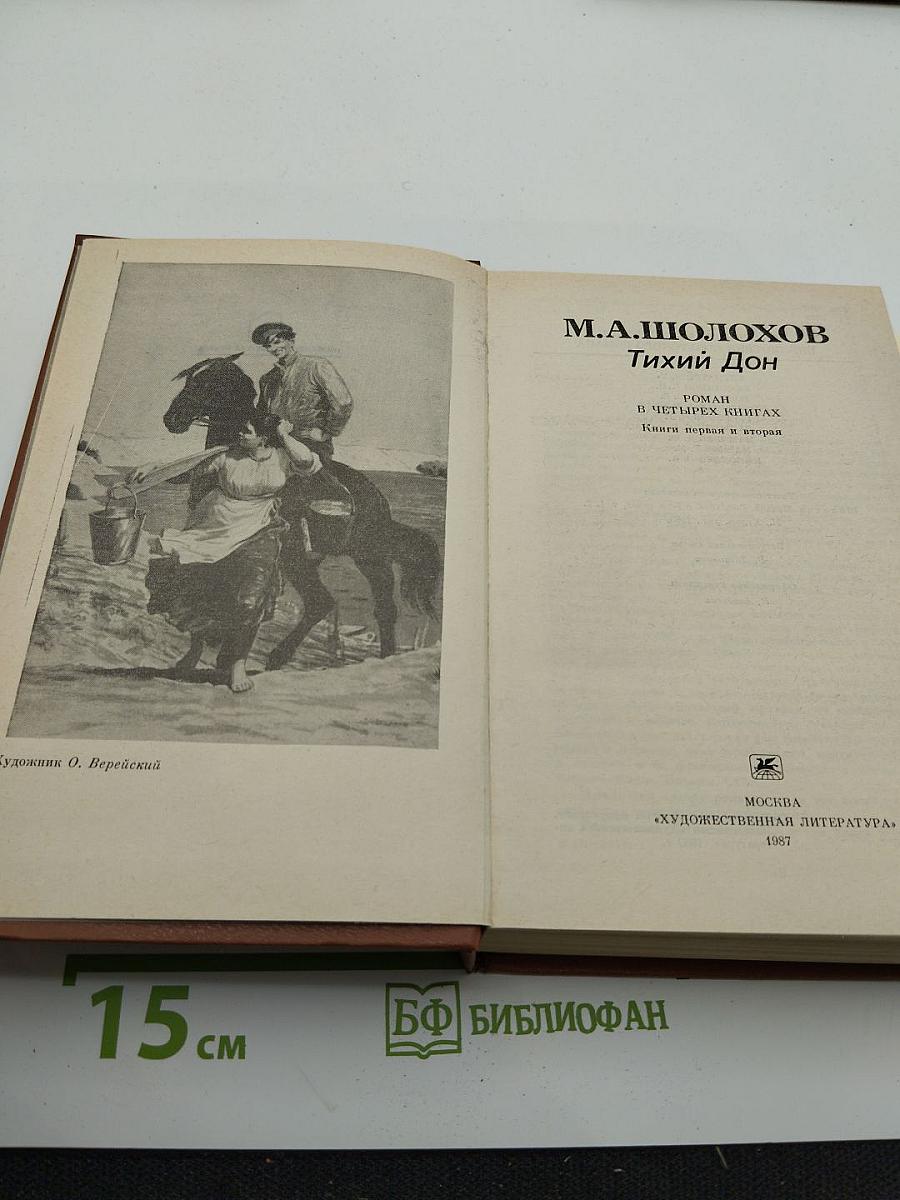 Художник О. Верейский
М.А.ШОЛОХОВ
Тихий Дон
РОМАН
В ЧЕТЫРЕХ КНИГАХ
Книги первая и вторая
МОСКВА
«ХУДОЖЕСТВЕННАЯ ЛИТЕРАТУРА»
1987
15 см
БФ БИБЛИОФАН